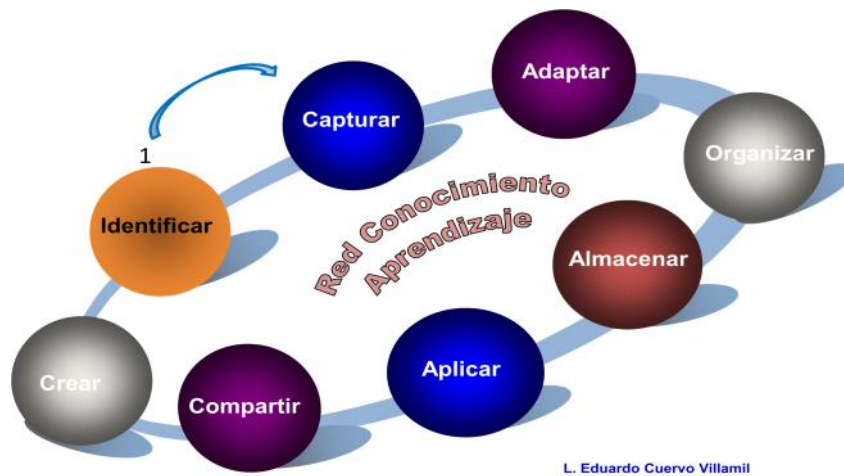 1
Identificar
Capturar
Adaptar
Organizar
Almacenar
Aplicar
Compartir
Crear
Red Conocimiento
Aprendizaje
L. Eduardo Cuervo Villamil